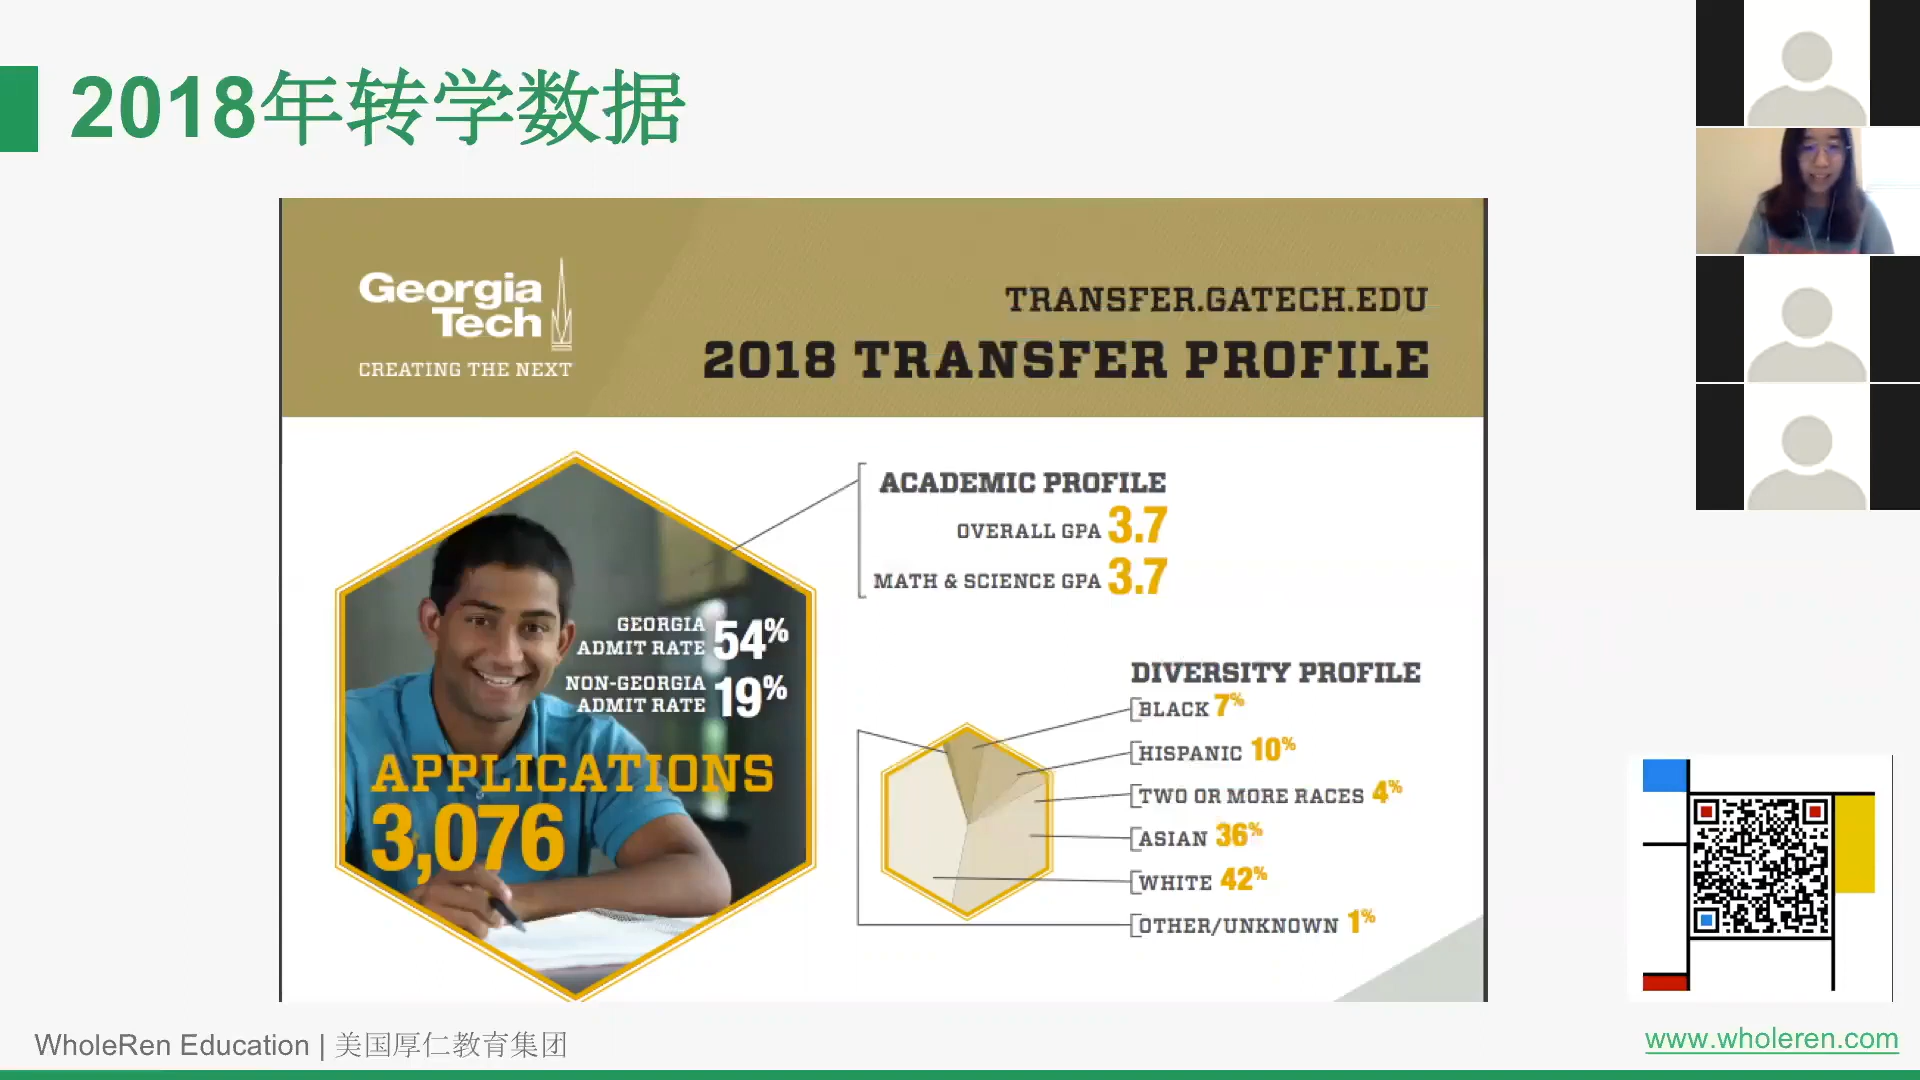 2018年转学数据
Georgia
Tech
CREATING THE NEXT
TRANSFER.GATECH.EDU
2018 TRANSFER PROFILE
ACADEMIC PROFILE
OVERALL GPA 3.7
MATH & SCIENCE GPA 3.7
GEORGIA
ADMIT RATE 54%
NON-GEORGIA
ADMIT RATE 19%
APPLICATIONS
3,076
DIVERSITY PROFILE
BLACK 7%
HISPANIC 10%
TWO OR MORE RACES 4%
ASIAN 36%
WHITE 42%
OTHER/UNKNOWN 1%
WholeRen Education | 美国厚仁教育集团
www.wholeren.com